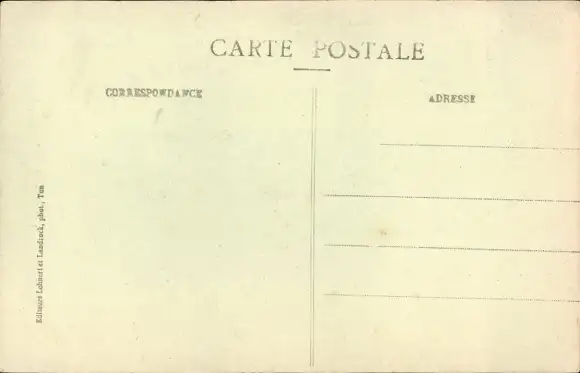 CARTE POSTALE
CORRESPONDANCE
ADRESSE
Editeurs Lehnert et Landrock, phot., Tun